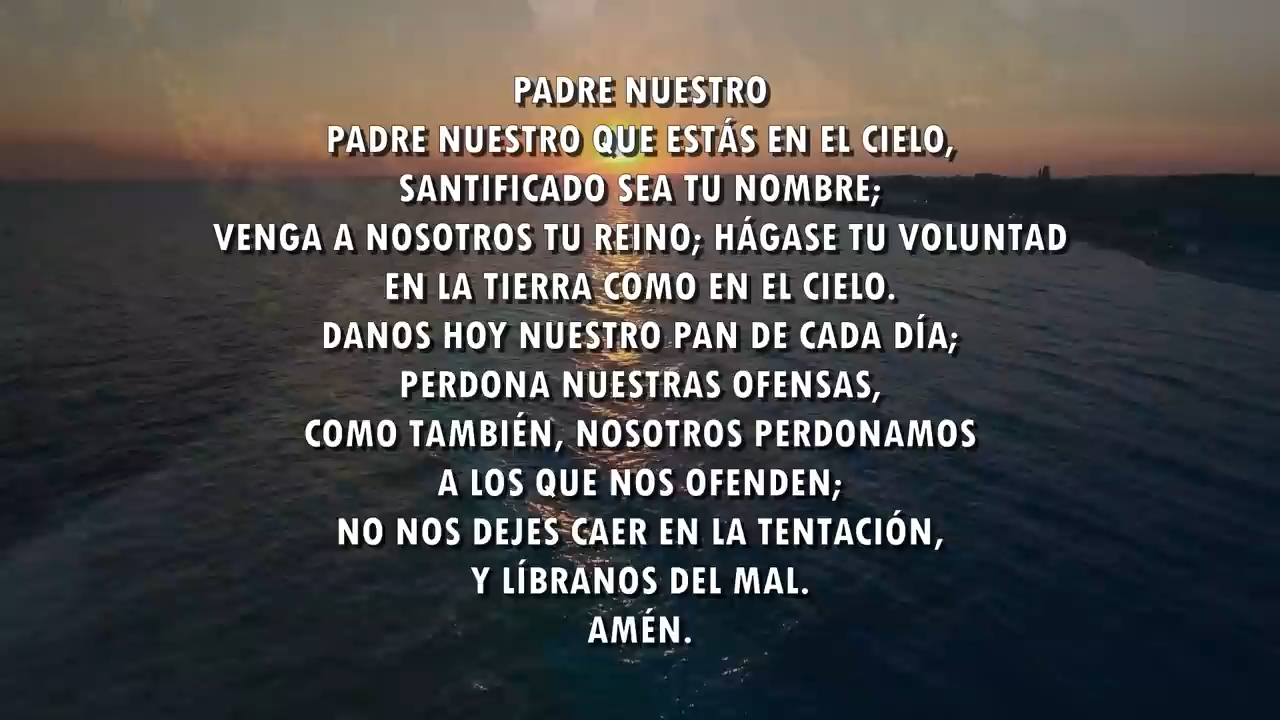 PADRE NUESTRO
PADRE NUESTRO QUE ESTÁS EN EL CIELO,
SANTIFICADO SEA TU NOMBRE;
VENGA A NOSOTROS TU REINO; HÁGASE TU VOLUNTAD
EN LA TIERRA COMO EN EL CIELO.
DANOS HOY NUESTRO PAN DE CADA DÍA;
PERDONA NUESTRAS OFENSAS,
COMO TAMBIÉN, NOSOTROS PERDONAMOS
A LOS QUE NOS OFENDEN;
NO NOS DEJES CAER EN LA TENTACIÓN,
Y LÍBRANOS DEL MAL.
AMÉN.